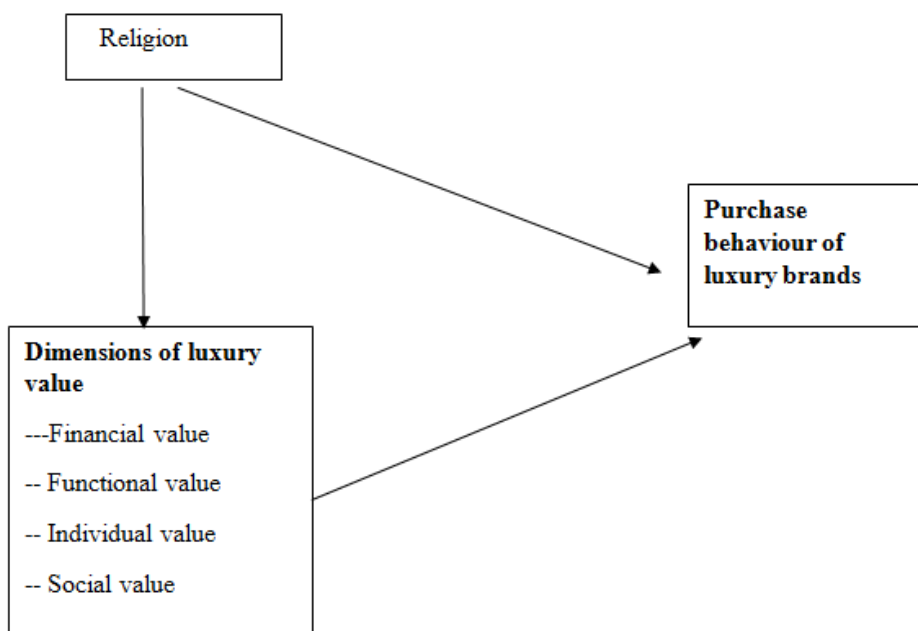 Religion
Purchase
behaviour of
luxury brands
Dimensions of luxury
value
---Financial value
-- Functional value
-- Individual value
-- Social value